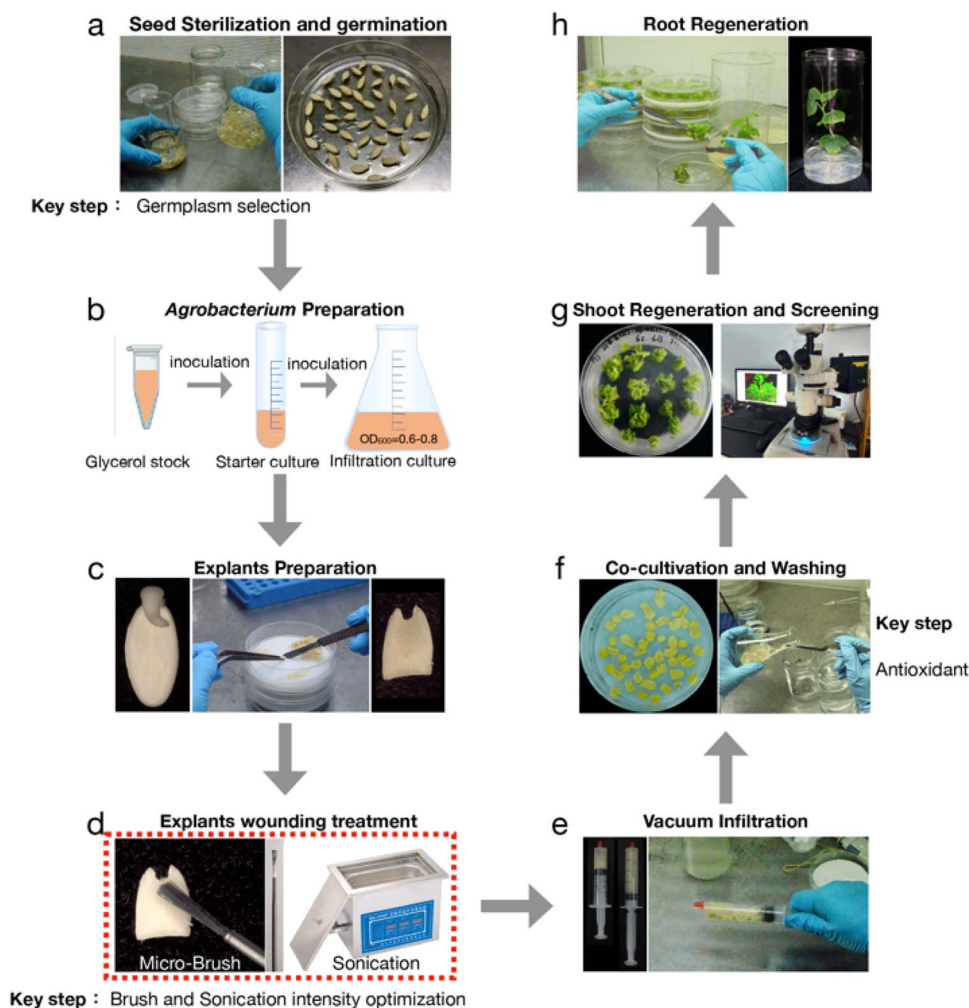 a
Seed Sterilization and germination
Key step： Germplasm selection
b
Agrobacterium Preparation
inoculation
inoculation
OD600=0.6-0.8
Glycerol stock
Starter culture
Infiltration culture
c
Explants Preparation
d
Explants wounding treatment
Micro-Brush
Sonication
Key step： Brush and Sonication intensity optimization
e
Vacuum Infiltration
f
Co-cultivation and Washing
Key step
Antioxidant
g
Shoot Regeneration and Screening
h
Root Regeneration